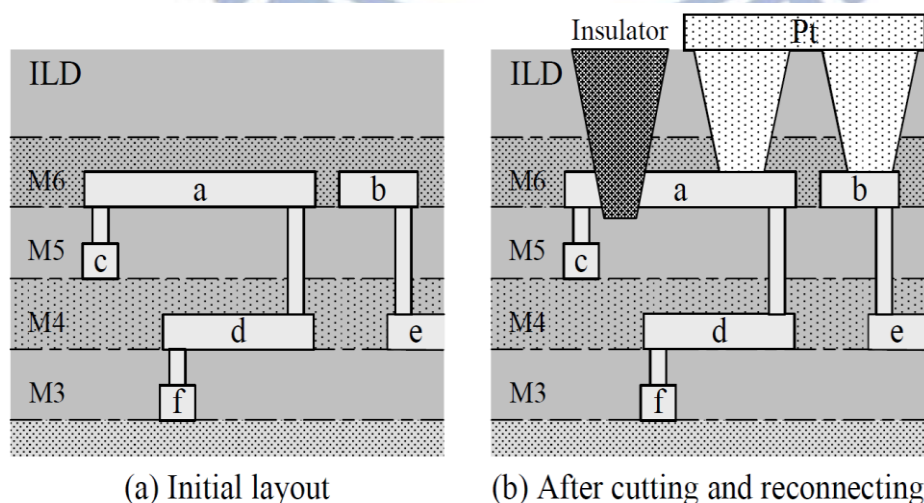 ILD
M6
a
b
M5
c
M4
d
e
M3
f
(a) Initial layout
Insulator
Pt
ILD
M6
a
b
M5
c
M4
d
e
M3
f
(b) After cutting and reconnecting